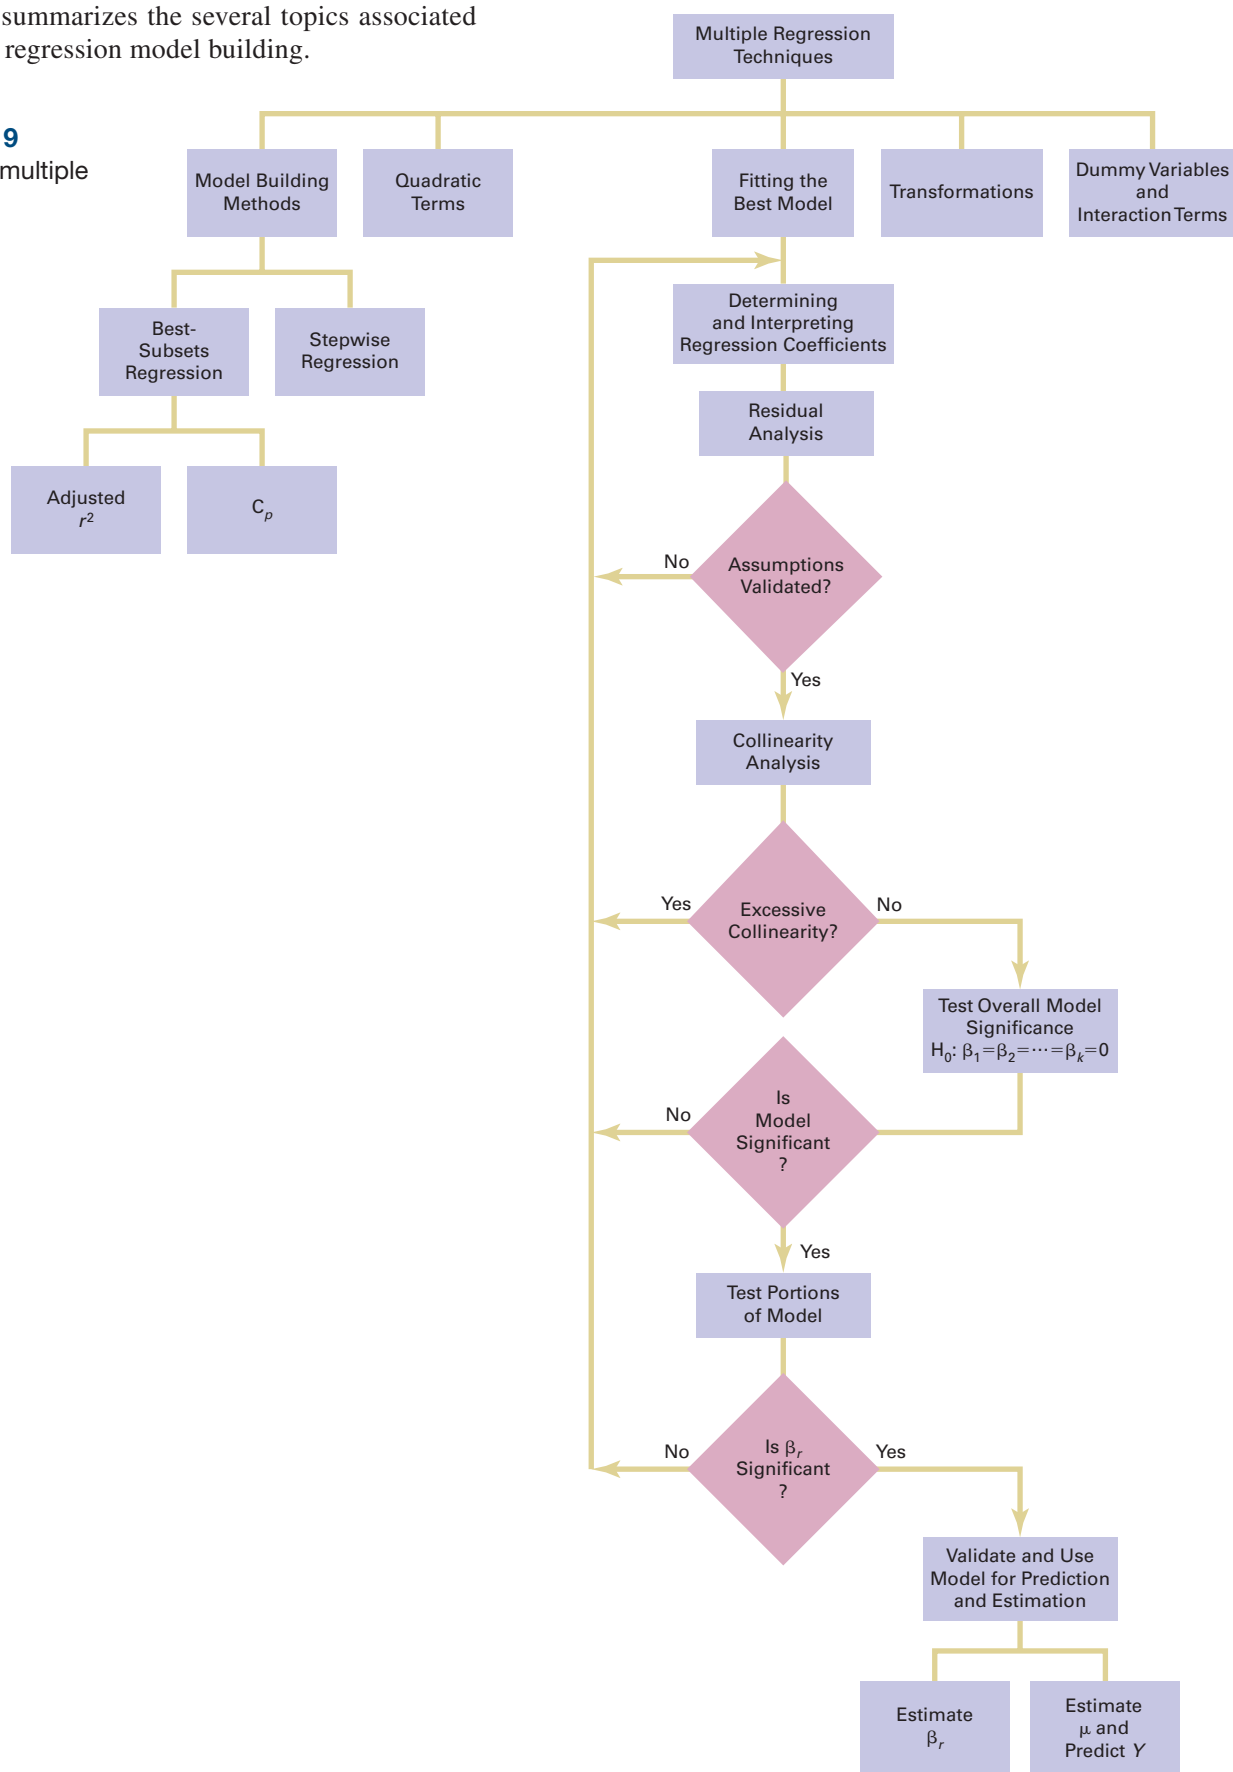 summarizes the several topics associated
regression model building.
9
multiple
Multiple Regression
Techniques
Model Building
Methods
Quadratic
Terms
Fitting the
Best Model
Transformations
Dummy Variables
and
Interaction Terms
Best-
Subsets
Regression
Stepwise
Regression
Adjusted
r²
Cₚ
Determining
and Interpreting
Regression Coefficients
Residual
Analysis
Assumptions
Validated?
No
Yes
Collinearity
Analysis
Excessive
Collinearity?
Yes
No
Test Overall Model
Significance
H₀: β₁=β₂=⋯=βₖ=0
Is
Model
Significant
?
No
Yes
Test Portions
of Model
Is βᵣ
Significant
?
No
Yes
Validate and Use
Model for Prediction
and Estimation
Estimate
βᵣ
Estimate
μ and
Predict Y